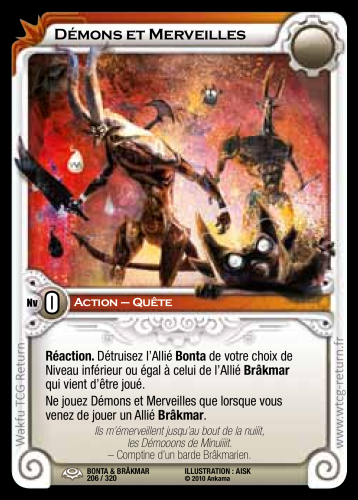 Démons et Merveilles
Nv 0 Action – Quête
Réaction. Détruisez l'Allié Bonta de votre choix de
Niveau inférieur ou égal à celui de l'Allié Brâkmar
qui vient d'être joué.
Ne jouez Démons et Merveilles que lorsque vous
venez de jouer un Allié Brâkmar.
Ils m'émerveillent jusqu'au bout de la nuiiit,
les Démooons de Minuiiit.
– Comptine d'un barde Brâkmarien.
BONTA & BRÂKMAR
206 / 320
ILLUSTRATION : AISK
© 2010 Ankama
Wakfu TCG Return
www.wtcg-return.fr